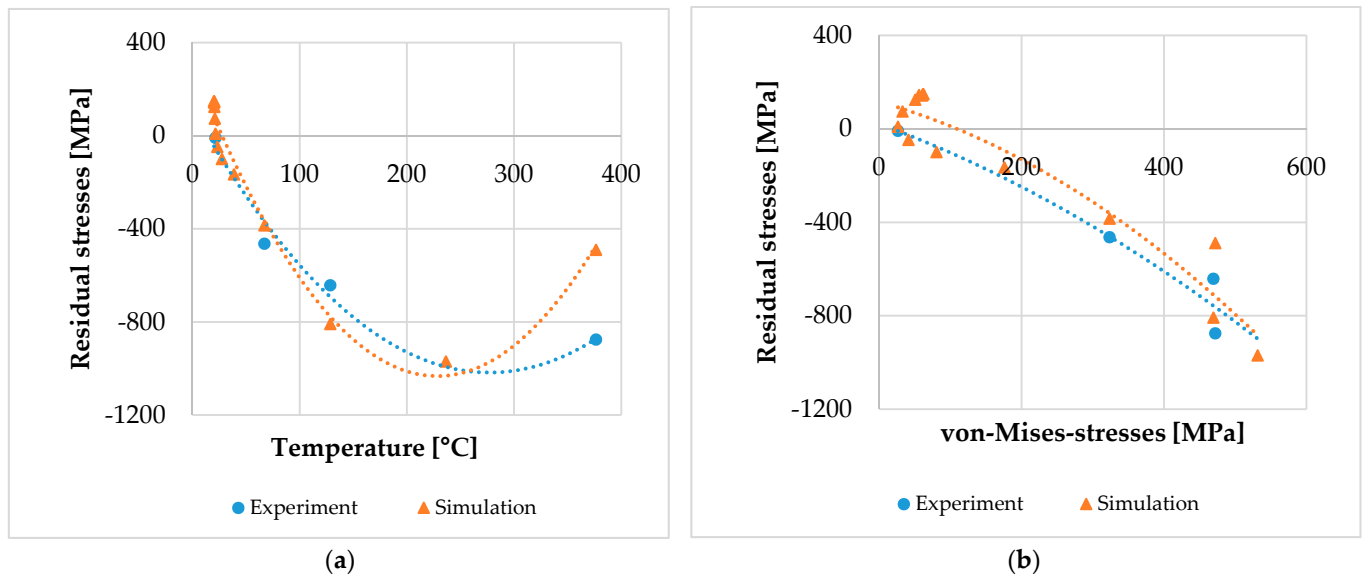 400
0
-400
-800
-1200
0
100
200
300
400
Residual stresses [MPa]
Temperature [°C]
Experiment
Simulation
(a)
400
0
-400
-800
-1200
0
200
400
600
Residual stresses [MPa]
von-Mises-stresses [MPa]
Experiment
Simulation
(b)